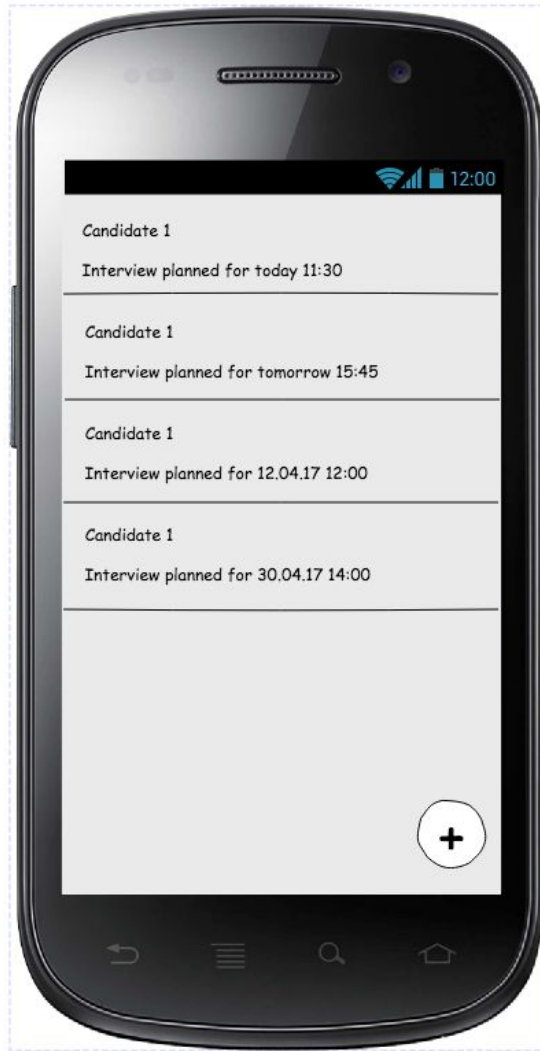 12:00
Candidate 1
Interview planned for today 11:30
Candidate 1
Interview planned for tomorrow 15:45
Candidate 1
Interview planned for 12.04.17 12:00
Candidate 1
Interview planned for 30.04.17 14:00
+